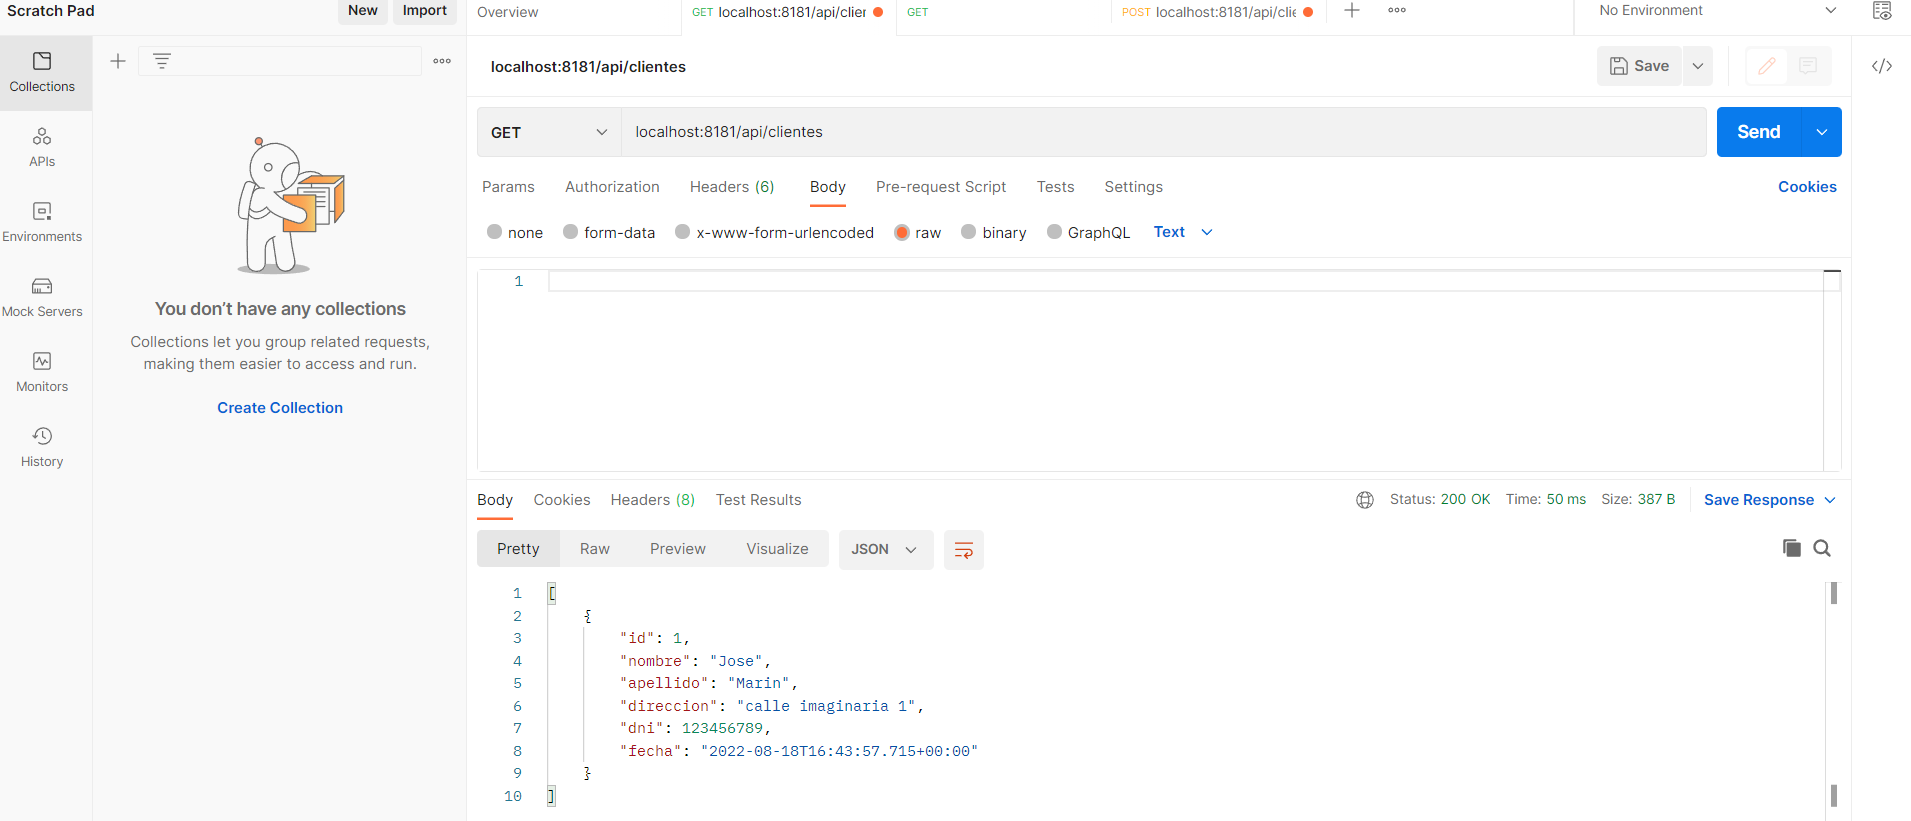 Scratch Pad
New
Import
Overview
GET localhost:8181/api/clier
GET
POST localhost:8181/api/clie
No Environment
Collections
APIs
Environments
Mock Servers
Monitors
History
You don’t have any collections
Collections let you group related requests,
making them easier to access and run.
Create Collection
localhost:8181/api/clientes
Save
GET
localhost:8181/api/clientes
Send
Params Authorization Headers (6) Body Pre-request Script Tests Settings
Cookies
none form-data x-www-form-urlencoded raw binary GraphQL Text
1
Body Cookies Headers (8) Test Results
Status: 200 OK Time: 50 ms Size: 387 B
Save Response
Pretty Raw Preview Visualize JSON
1 [
2 {
3 "id": 1,
4 "nombre": "Jose",
5 "apellido": "Marin",
6 "direccion": "calle imaginaria 1",
7 "dni": 123456789,
8 "fecha": "2022-08-18T16:43:57.715+00:00"
9 }
10 ]